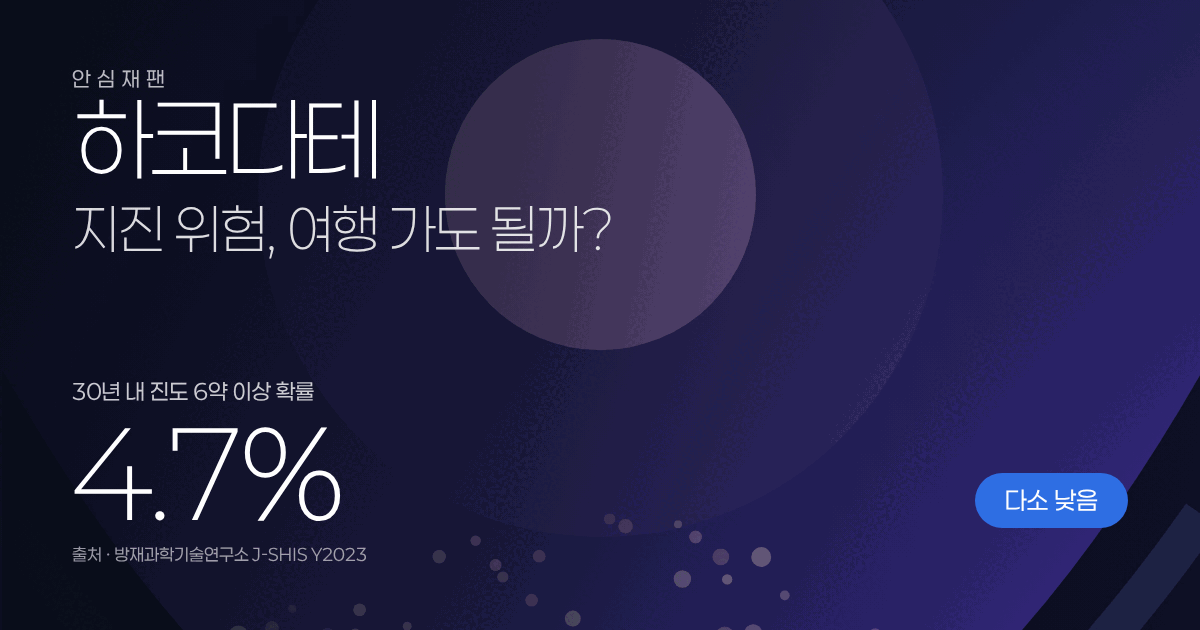 안심재팬
하코다테
지진 위험, 여행 가도 될까?
30년 내 진도 6약 이상 확률
4.7%
다소 낮음
출처 · 방재과학기술연구소 J-SHIS Y2023